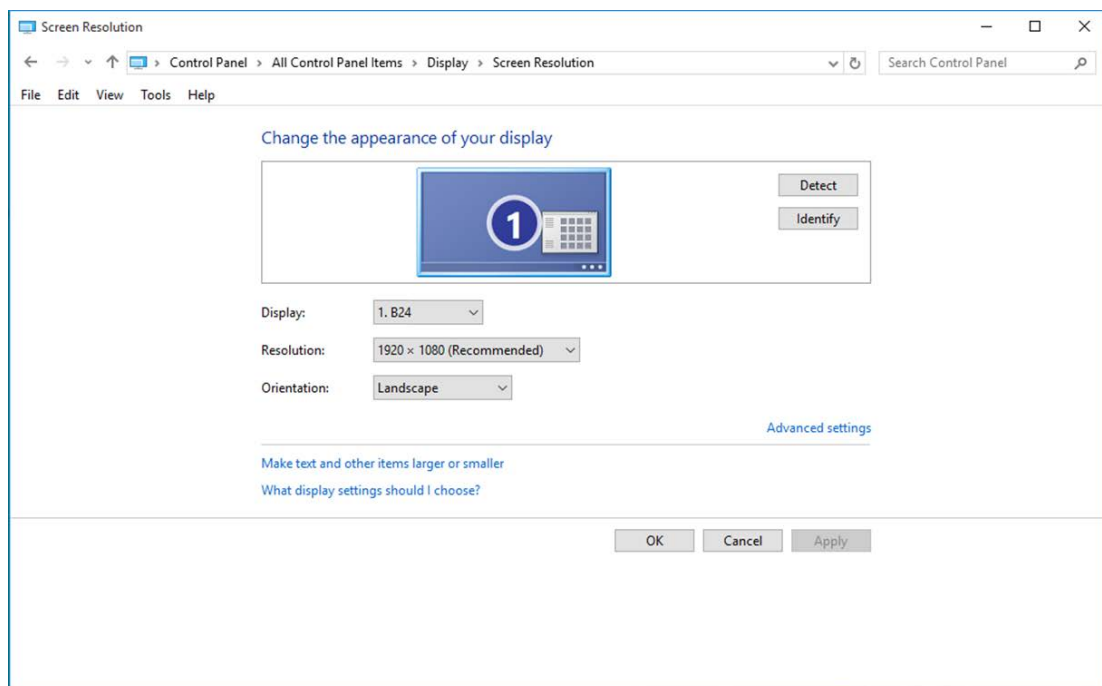 Screen Resolution
Control Panel > All Control Panel Items > Display > Screen Resolution
Search Control Panel
File Edit View Tools Help
Change the appearance of your display
1
Detect
Identify
Display: 1. B24
Resolution: 1920 × 1080 (Recommended)
Orientation: Landscape
Advanced settings
Make text and other items larger or smaller
What display settings should I choose?
OK Cancel Apply